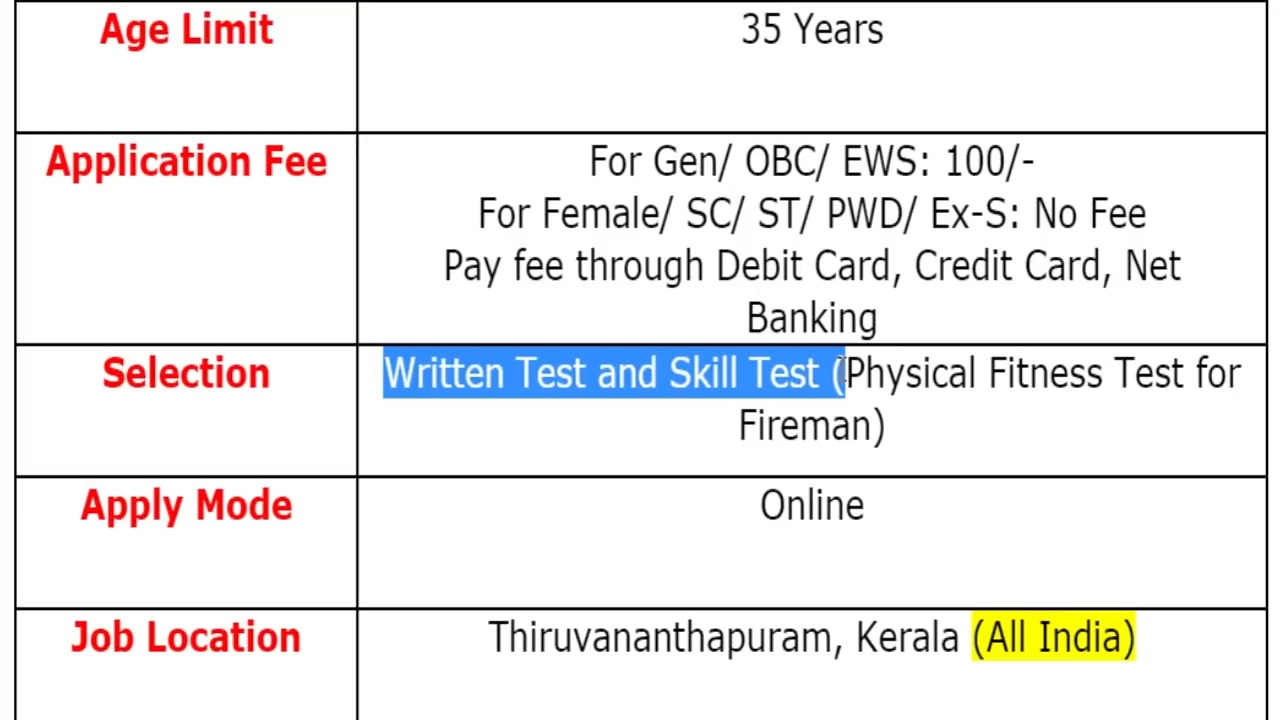 Age Limit
35 Years
Application Fee
For Gen/ OBC/ EWS: 100/-
For Female/ SC/ ST/ PWD/ Ex-S: No Fee
Pay fee through Debit Card, Credit Card, Net
Banking
Selection
Written Test and Skill Test (Physical Fitness Test for
Fireman)
Apply Mode
Online
Job Location
Thiruvananthapuram, Kerala (All India)